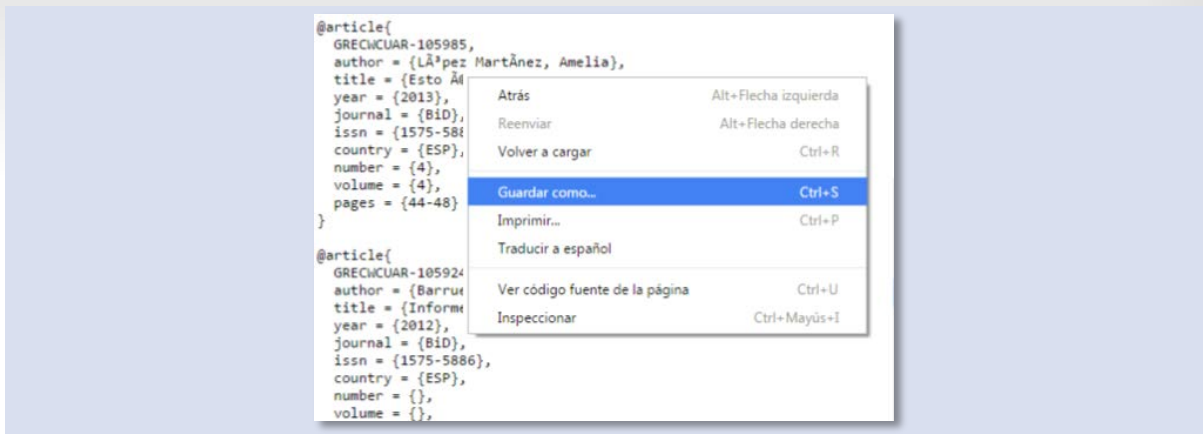 @article{
GRECWCUAR-105985,
author = {LÃ³pez MartÃnez, Amelia},
title = {Esto Ã
year = {2013},
journal = {BiD},
issn = {1575-588
country = {ESP},
number = {4},
volume = {4},
pages = {44-48}
}
Atrás Alt+Flecha izquierda
Reenviar Alt+Flecha derecha
Volver a cargar Ctrl+R
Guardar como... Ctrl+S
Imprimir... Ctrl+P
Traducir a español
Ver código fuente de la página Ctrl+U
Inspeccionar Ctrl+Mayús+I
@article{
GRECWCUAR-105924
author = {Barrue
title = {Informe
year = {2012},
journal = {BiD},
issn = {1575-5886},
country = {ESP},
number = {},
volume = {},